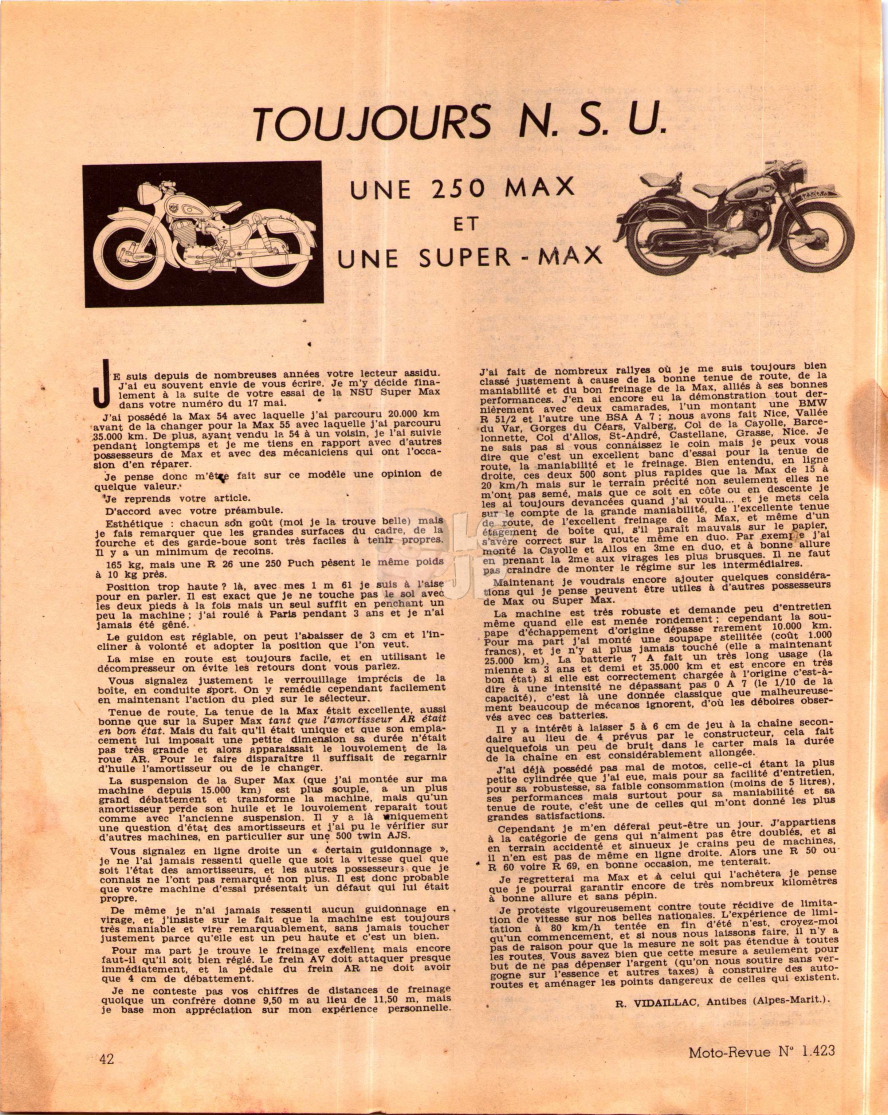 TOUJOURS N. S. U.
UNE 250 MAX
ET
UNE SUPER-MAX
JE suis depuis de nombreuses années votre lecteur assidu.
J'ai eu souvent envie de vous écrire. Je m'y décide fina-
lement à la suite de votre essai de la NSU Super Max
dans votre numéro du 17 mai.
J'ai possédé la Max 54 avec laquelle j'ai parcouru 20.000 km
avant de la changer pour la Max 55 avec laquelle j'ai parcouru
35.000 km. De plus, ayant vendu la 54 à un voisin, je l'ai suivie
pendant longtemps et je me tiens en rapport avec d'autres
possesseurs de Max et avec des mécaniciens qui ont l'occa-
sion d'en réparer.
Je pense donc m'être fait sur ce modèle une opinion de
quelque valeur.
Je reprends votre article.
D'accord avec votre préambule.
Esthétique : chacun son goût (moi je la trouve belle) mais
je fais remarquer que les grandes surfaces du cadre, de la
fourche et des garde-boue sont très faciles à tenir propres.
Il y a un minimum de recoins.
165 kg, mais une R 26 une 250 Puch pèsent le même poids
à 10 kg près.
Position trop haute ? là, avec mes 1 m 61 je suis à l'aise
pour en parler. Il est exact que je ne touche pas le sol avec
les deux pieds à la fois mais un seul suffit en penchant un
peu la machine ; j'ai roulé à Paris pendant 3 ans et je n'ai
jamais été gêné.
Le guidon est réglable, on peut l'abaisser de 3 cm et l'in-
cliner à volonté et adopter la position que l'on veut.
La mise en route est toujours facile, et en utilisant le
décompresseur on évite les retours dont vous parlez.
Vous signalez justement le verrouillage imprécis de la
boîte, en conduite sport. On y remédie cependant facilement
en maintenant l'action du pied sur le sélecteur.
Tenue de route. La tenue de la Max était excellente, aussi
bonne que sur la Super Max tant que l'amortisseur AR était
en bon état. Mais du fait qu'il était unique et que son empla-
cement lui imposait une petite dimension sa durée n'était
pas très grande et alors apparaissait le louvoiement de la
roue AR. Pour le faire disparaître il suffisait de regarnir
d'huile l'amortisseur ou de le changer.
La suspension de la Super Max (que j'ai montée sur ma
machine depuis 15.000 km) est plus souple, a un plus
grand débattement et transforme la machine, mais qu'un
amortisseur perde son huile et le louvoiement reparaît tout
comme avec l'ancienne suspension. Il y a là uniquement
une question d'état des amortisseurs et j'ai pu le vérifier sur
d'autres machines, en particulier sur une 500 twin AJS.
Vous signalez en ligne droite un « certain guidonnage »,
je ne l'ai jamais ressenti quelle que soit la vitesse quel que
soit l'état des amortisseurs, et les autres possesseurs que je
connais ne l'ont pas remarqué non plus. Il est donc probable
que votre machine d'essai présentait un défaut qui lui était
propre.
De même je n'ai jamais ressenti aucun guidonnage en
virage, et j'insiste sur le fait que la machine est toujours
très maniable et vire remarquablement, sans jamais toucher
justement parce qu'elle est un peu haute et c'est un bien.
Pour ma part je trouve le freinage excellent mais encore
faut-il qu'il soit bien réglé. Le frein AV doit attaquer presque
immédiatement, et la pédale du frein AR ne doit avoir
que 4 cm de débattement.
Je ne conteste pas vos chiffres de distances de freinage
quoique un confrère donne 9,50 m au lieu de 11,50 m, mais
je base mon appréciation sur mon expérience personnelle.
J'ai fait de nombreux rallyes où je me suis toujours bien
classé justement à cause de la bonne tenue de route, de la
maniabilité et du bon freinage de la Max, alliés à ses bonnes
performances. J'en ai encore eu la démonstration tout der-
nièrement avec deux camarades, l'un montant une BMW
R 51/2 et l'autre une BSA A 7 ; nous avons fait Nice, Vallée
du Var, Gorges du Céars, Valberg, Col de la Cayolle, Barce-
lonnette, Col d'Allos, St-André, Castellane, Grasse, Nice. Je
ne sais pas si vous connaissez le coin mais je peux vous
dire que c'est un excellent banc d'essai pour la tenue de
route, la maniabilité et le freinage. Bien entendu, en ligne
droite, ces deux 500 sont plus rapides que la Max de 15 à
20 km/h mais sur le terrain précité non seulement elles ne
m'ont pas semé, mais que ce soit en côte ou en descente je
les ai toujours devancées quand j'ai voulu... et je mets cela
sur le compte de la grande maniabilité, de l'excellente tenue
de route, de l'excellent freinage de la Max, et même d'un
étagement de boîte qui, s'il paraît mauvais sur le papier,
s'avère correct sur la route même en duo. Par exemple j'ai
monté la Cayolle et Allos en 3me en duo, et à bonne allure
en prenant la 2me aux virages les plus brusques. Il ne faut
pas craindre de monter le régime sur les intermédiaires.
Maintenant je voudrais encore ajouter quelques considéra-
tions qui je pense peuvent être utiles à d'autres possesseurs
de Max ou Super Max.
La machine est très robuste et demande peu d'entretien
même quand elle est menée rondement ; cependant la sou-
pape d'échappement d'origine dépasse rarement 10.000 km.
Pour ma part j'ai monté une soupape stellitée (coût 1.000
francs), et je n'y ai plus jamais touché (elle a maintenant
25.000 km). La batterie 7 A fait un très long usage (la
mienne a 3 ans et demi et 35.000 km et est encore en très
bon état) si elle est correctement chargée à l'origine c'est-à-
dire à une intensité ne dépassant pas 0 A 7 (le 1/10 de la
capacité), c'est là une donnée classique que malheureuse-
ment beaucoup de mécanos ignorent, d'où les déboires obser-
vés avec ces batteries.
Il y a intérêt à laisser 5 à 6 cm de jeu à la chaîne secon-
daire au lieu de 4 prévus par le constructeur, cela fait
quelquefois un peu de bruit dans le carter mais la durée
de la chaîne en est considérablement allongée.
J'ai déjà possédé pas mal de motos, celle-ci étant la plus
petite cylindrée que j'ai eue, mais pour sa facilité d'entretien,
pour sa robustesse, sa faible consommation (moins de 5 litres),
ses performances mais surtout pour sa maniabilité et sa
tenue de route, c'est une de celles qui m'ont donné les plus
grandes satisfactions.
Cependant je m'en déferai peut-être un jour. J'appartiens
à la catégorie de gens qui n'aiment pas être doublés, et si
en terrain accidenté et sinueux je crains peu de machines,
il n'en est pas de même en ligne droite. Alors une R 50 ou
R 60 voire R 69, en bonne occasion, me tenterait.
Je regretterai ma Max et à celui qui l'achètera je pense
que je pourrai garantir encore de très nombreux kilomètres
à bonne allure et sans pépin.
Je proteste vigoureusement contre toute récidive de limita-
tion de vitesse sur nos belles nationales. L'expérience de limi-
tation à 80 km/h tentée en fin d'été n'est, croyez-moi
qu'un commencement, et si nous nous laissons faire, il n'y a
pas de raison pour que la mesure ne soit pas étendue à toutes
les routes. Vous savez bien que cette mesure a seulement pour
but de ne pas dépenser l'argent (qu'on nous soutire sans ver-
gogne sur l'essence et autres taxes) à construire des auto-
routes et aménager les points dangereux de celles qui existent.
R. VIDAILLAC, Antibes (Alpes-Marit.).
42
Moto-Revue N° 1.423